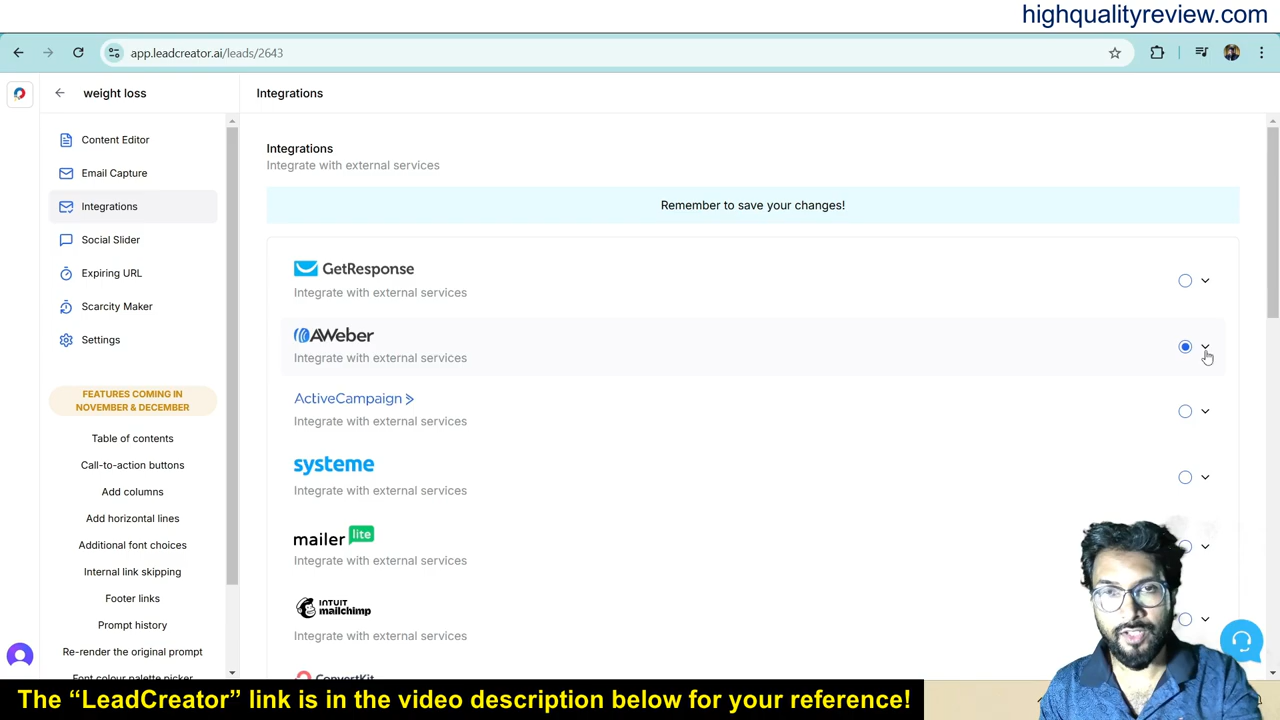 highqualityreview.com
app.leadcreator.ai/leads/2643
weight loss
Integrations
Content Editor
Email Capture
Integrations
Social Slider
Expiring URL
Scarcity Maker
Settings
FEATURES COMING IN
NOVEMBER & DECEMBER
Table of contents
Call-to-action buttons
Add columns
Add horizontal lines
Additional font choices
Internal link skipping
Footer links
Prompt history
Re-render the original prompt
Font colour palette picker
Integrations
Integrate with external services
Remember to save your changes!
GetResponse
Integrate with external services
AWeber
Integrate with external services
ActiveCampaign >
Integrate with external services
systeme
Integrate with external services
mailer lite
Integrate with external services
INTUIT
mailchimp
Integrate with external services
ConvertKit
The “LeadCreator” link is in the video description below for your reference!